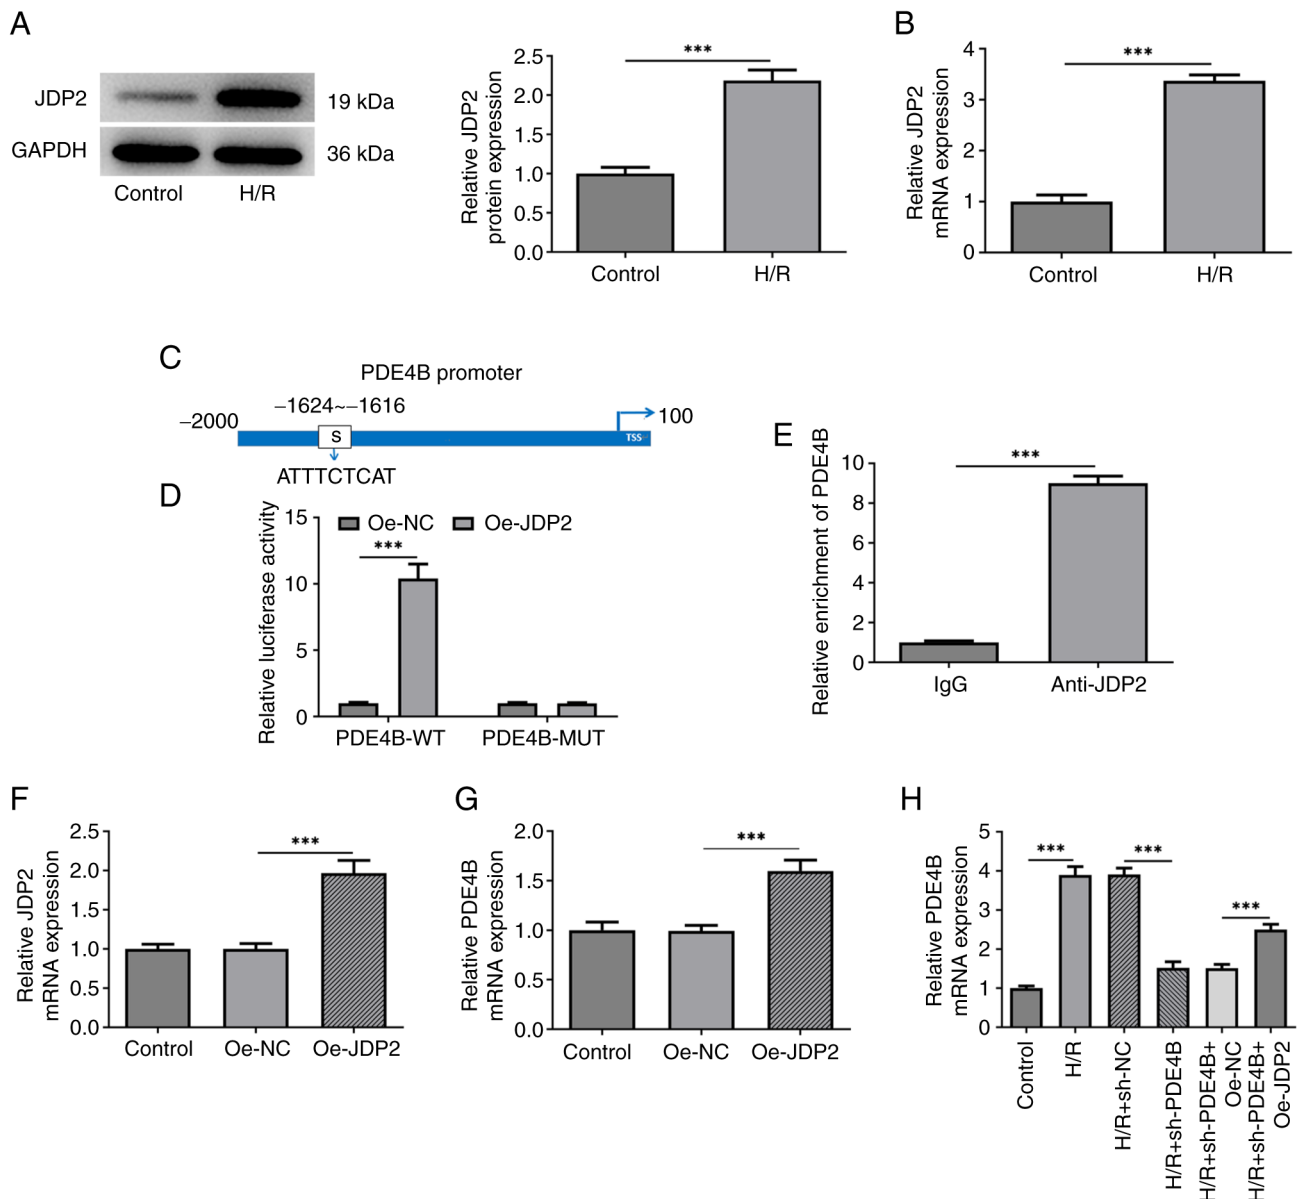 A
JDP2
GAPDH
19 kDa
36 kDa
Control
H/R
Relative JDP2
protein expression
2.5
2.0
1.5
1.0
0.5
0.0
***
Control
H/R
B
Relative JDP2
mRNA expression
4
3
2
1
0
***
Control
H/R
C
PDE4B promoter
−1624~−1616
−2000
S
TSS
100
ATTTCTCAT
D
Relative luciferase activity
15
10
5
0
Oe-NC
Oe-JDP2
***
PDE4B-WT
PDE4B-MUT
E
Relative enrichment of PDE4B
10
8
6
4
2
0
***
IgG
Anti-JDP2
F
Relative JDP2
mRNA expression
2.5
2.0
1.5
1.0
0.5
0.0
***
Control
Oe-NC
Oe-JDP2
G
Relative PDE4B
mRNA expression
2.0
1.5
1.0
0.5
0.0
***
Control
Oe-NC
Oe-JDP2
H
Relative PDE4B
mRNA expression
5
4
3
2
1
0
***
***
***
Control
H/R
H/R+sh-NC
H/R+sh-PDE4B
H/R+sh-PDE4B+
Oe-NC
H/R+sh-PDE4B+
Oe-JDP2